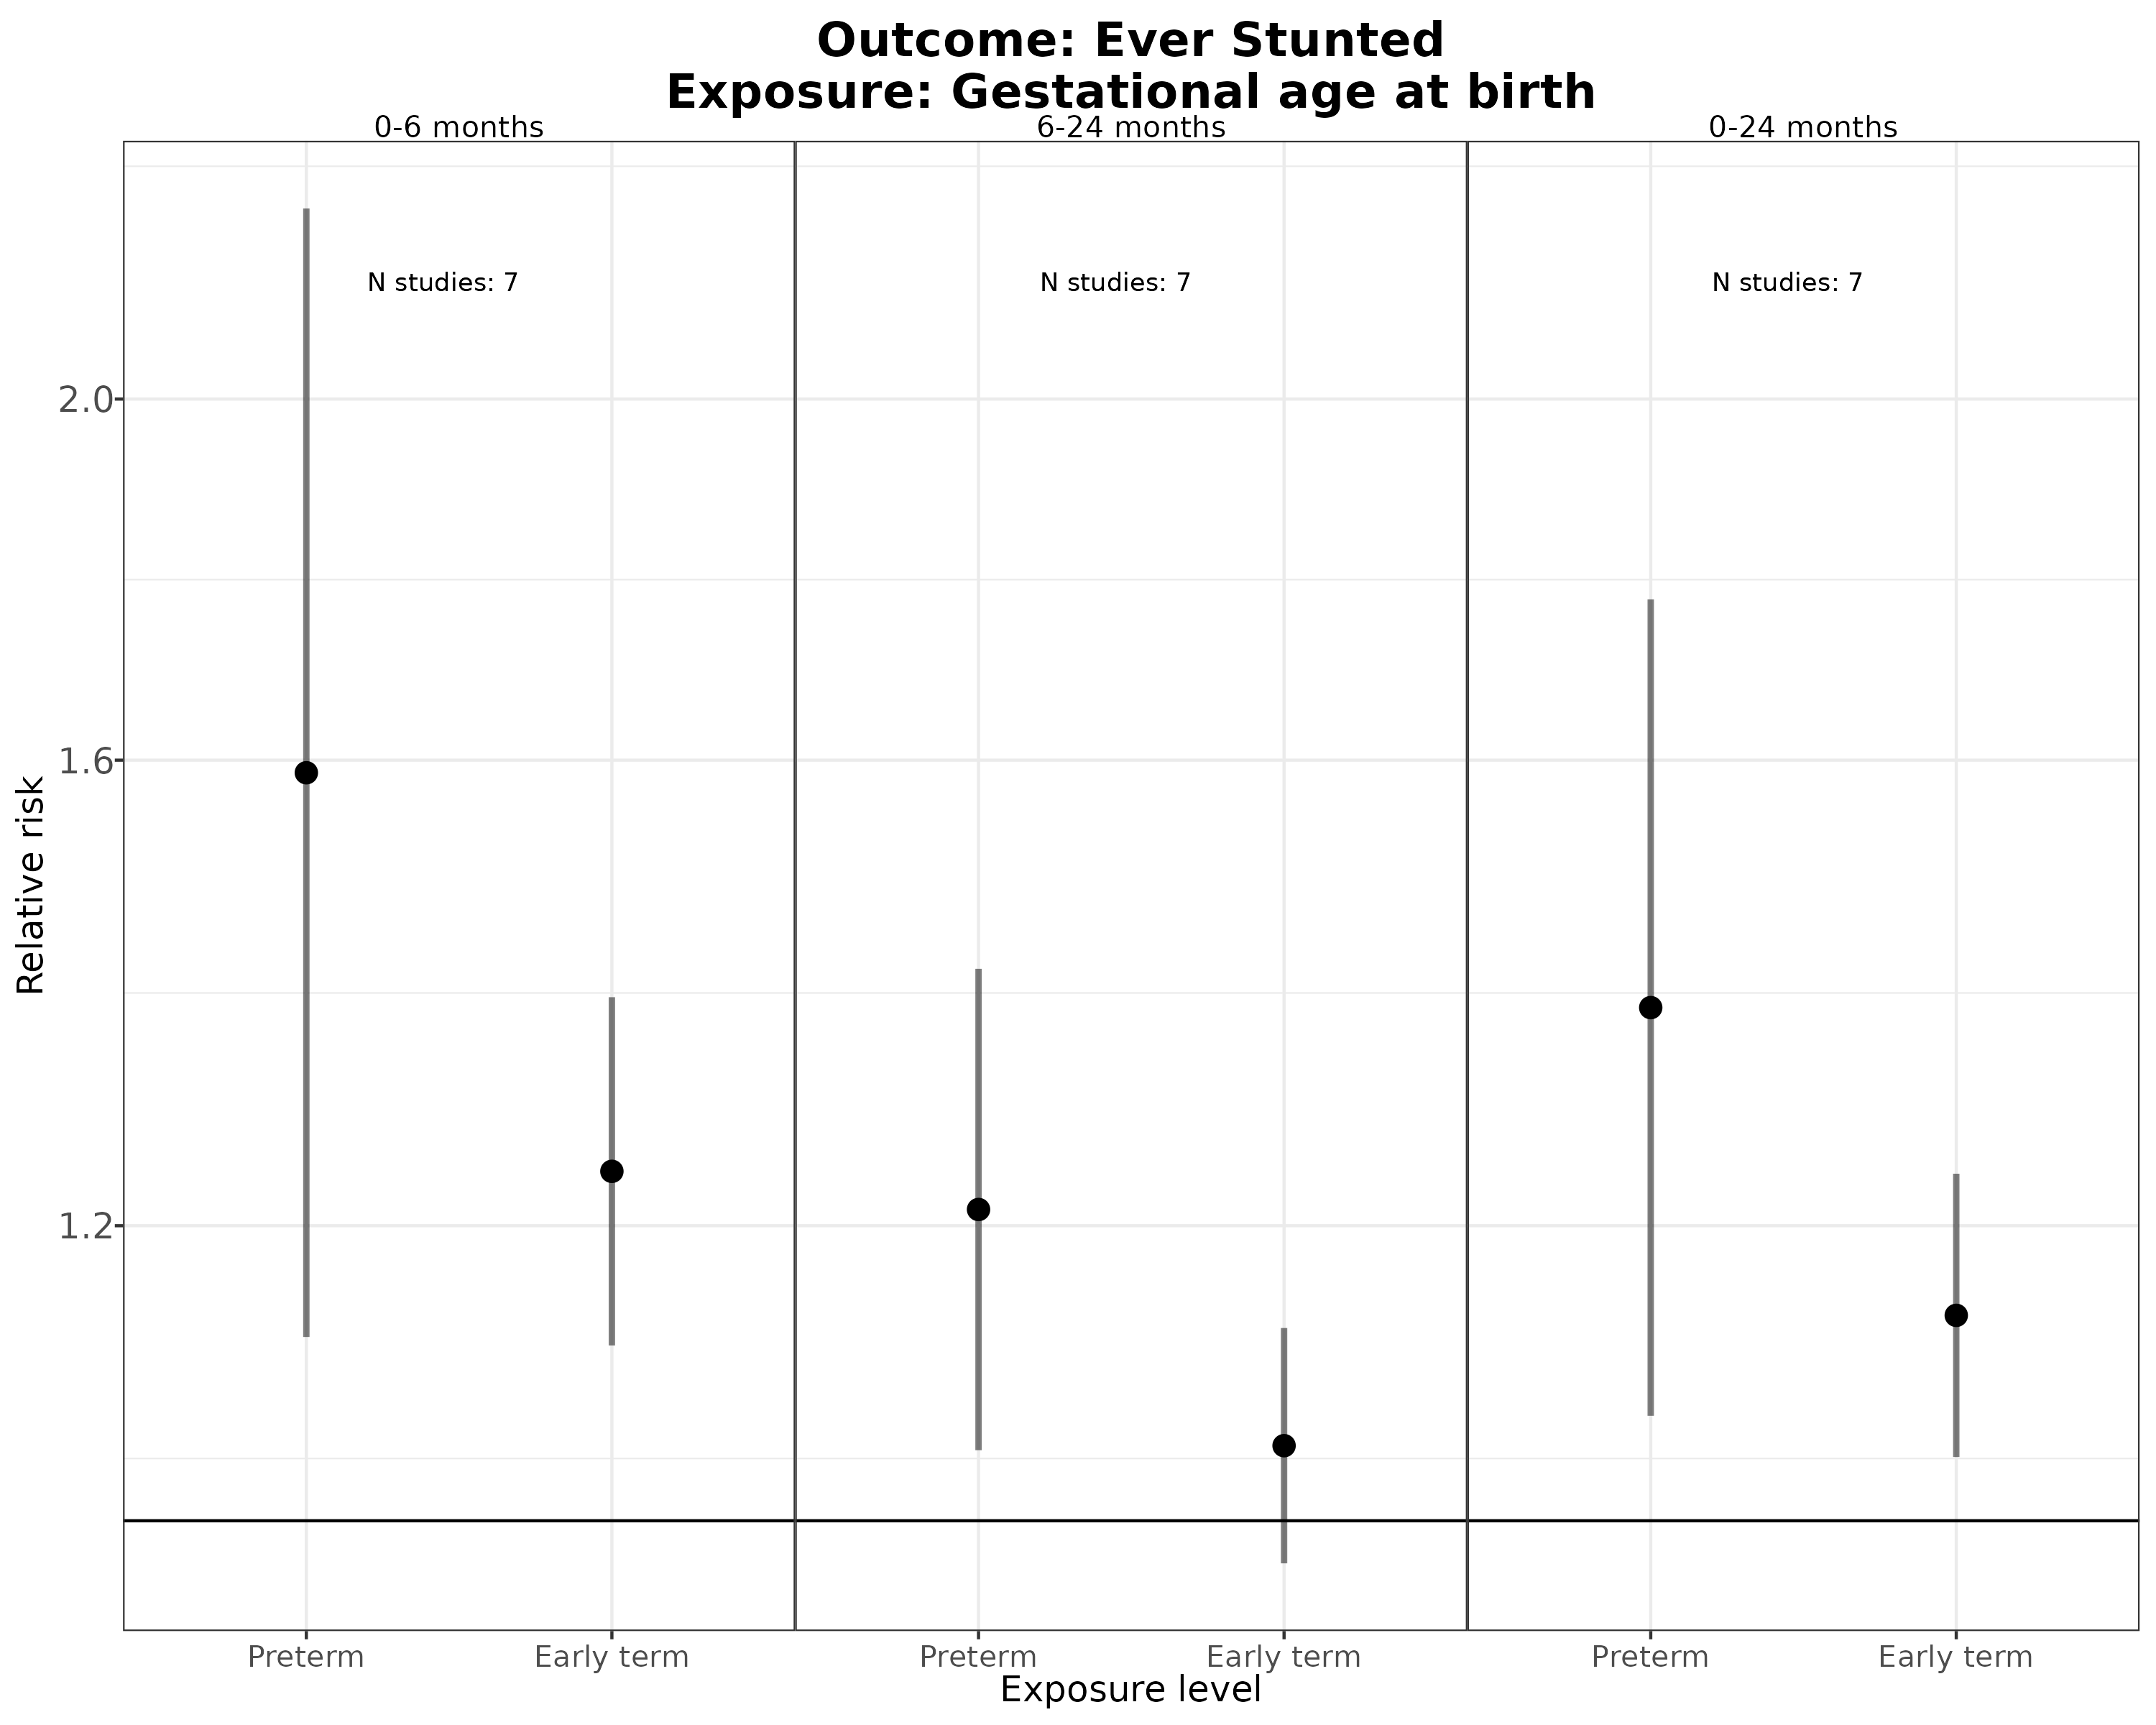 Outcome: Ever Stunted
Exposure: Gestational age at birth
0-6 months
6-24 months
0-24 months
N studies: 7
N studies: 7
N studies: 7
2.0
1.6
1.2
Relative risk
Preterm
Early term
Preterm
Early term
Preterm
Early term
Exposure level